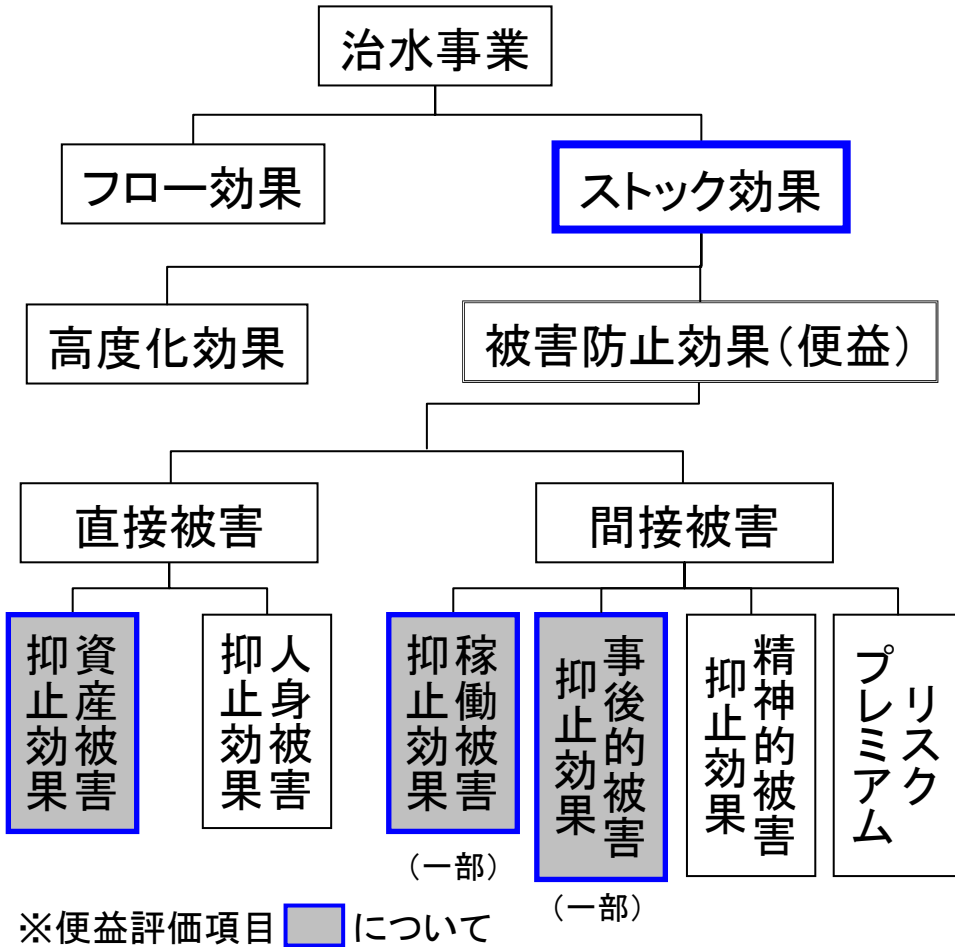 治水事業
フロー効果
ストック効果
高度化効果
被害防止効果(便益)
直接被害
間接被害
資産被害
抑止効果
人身被害
抑止効果
稼働被害
抑止効果
(一部)
事後的被害
抑止効果
(一部)
精神的被害
抑止効果
リスク
プレミアム
※便益評価項目 について